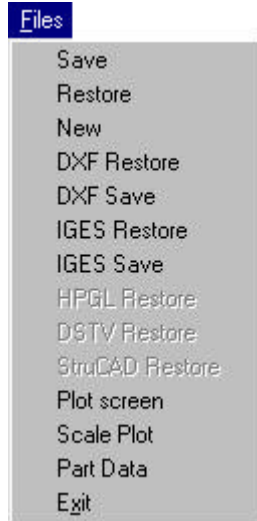 Files
Save
Restore
New
DXF Restore
DXF Save
IGES Restore
IGES Save
HPGL Restore
DSTV Restore
StruCAD Restore
Plot screen
Scale Plot
Part Data
Exit